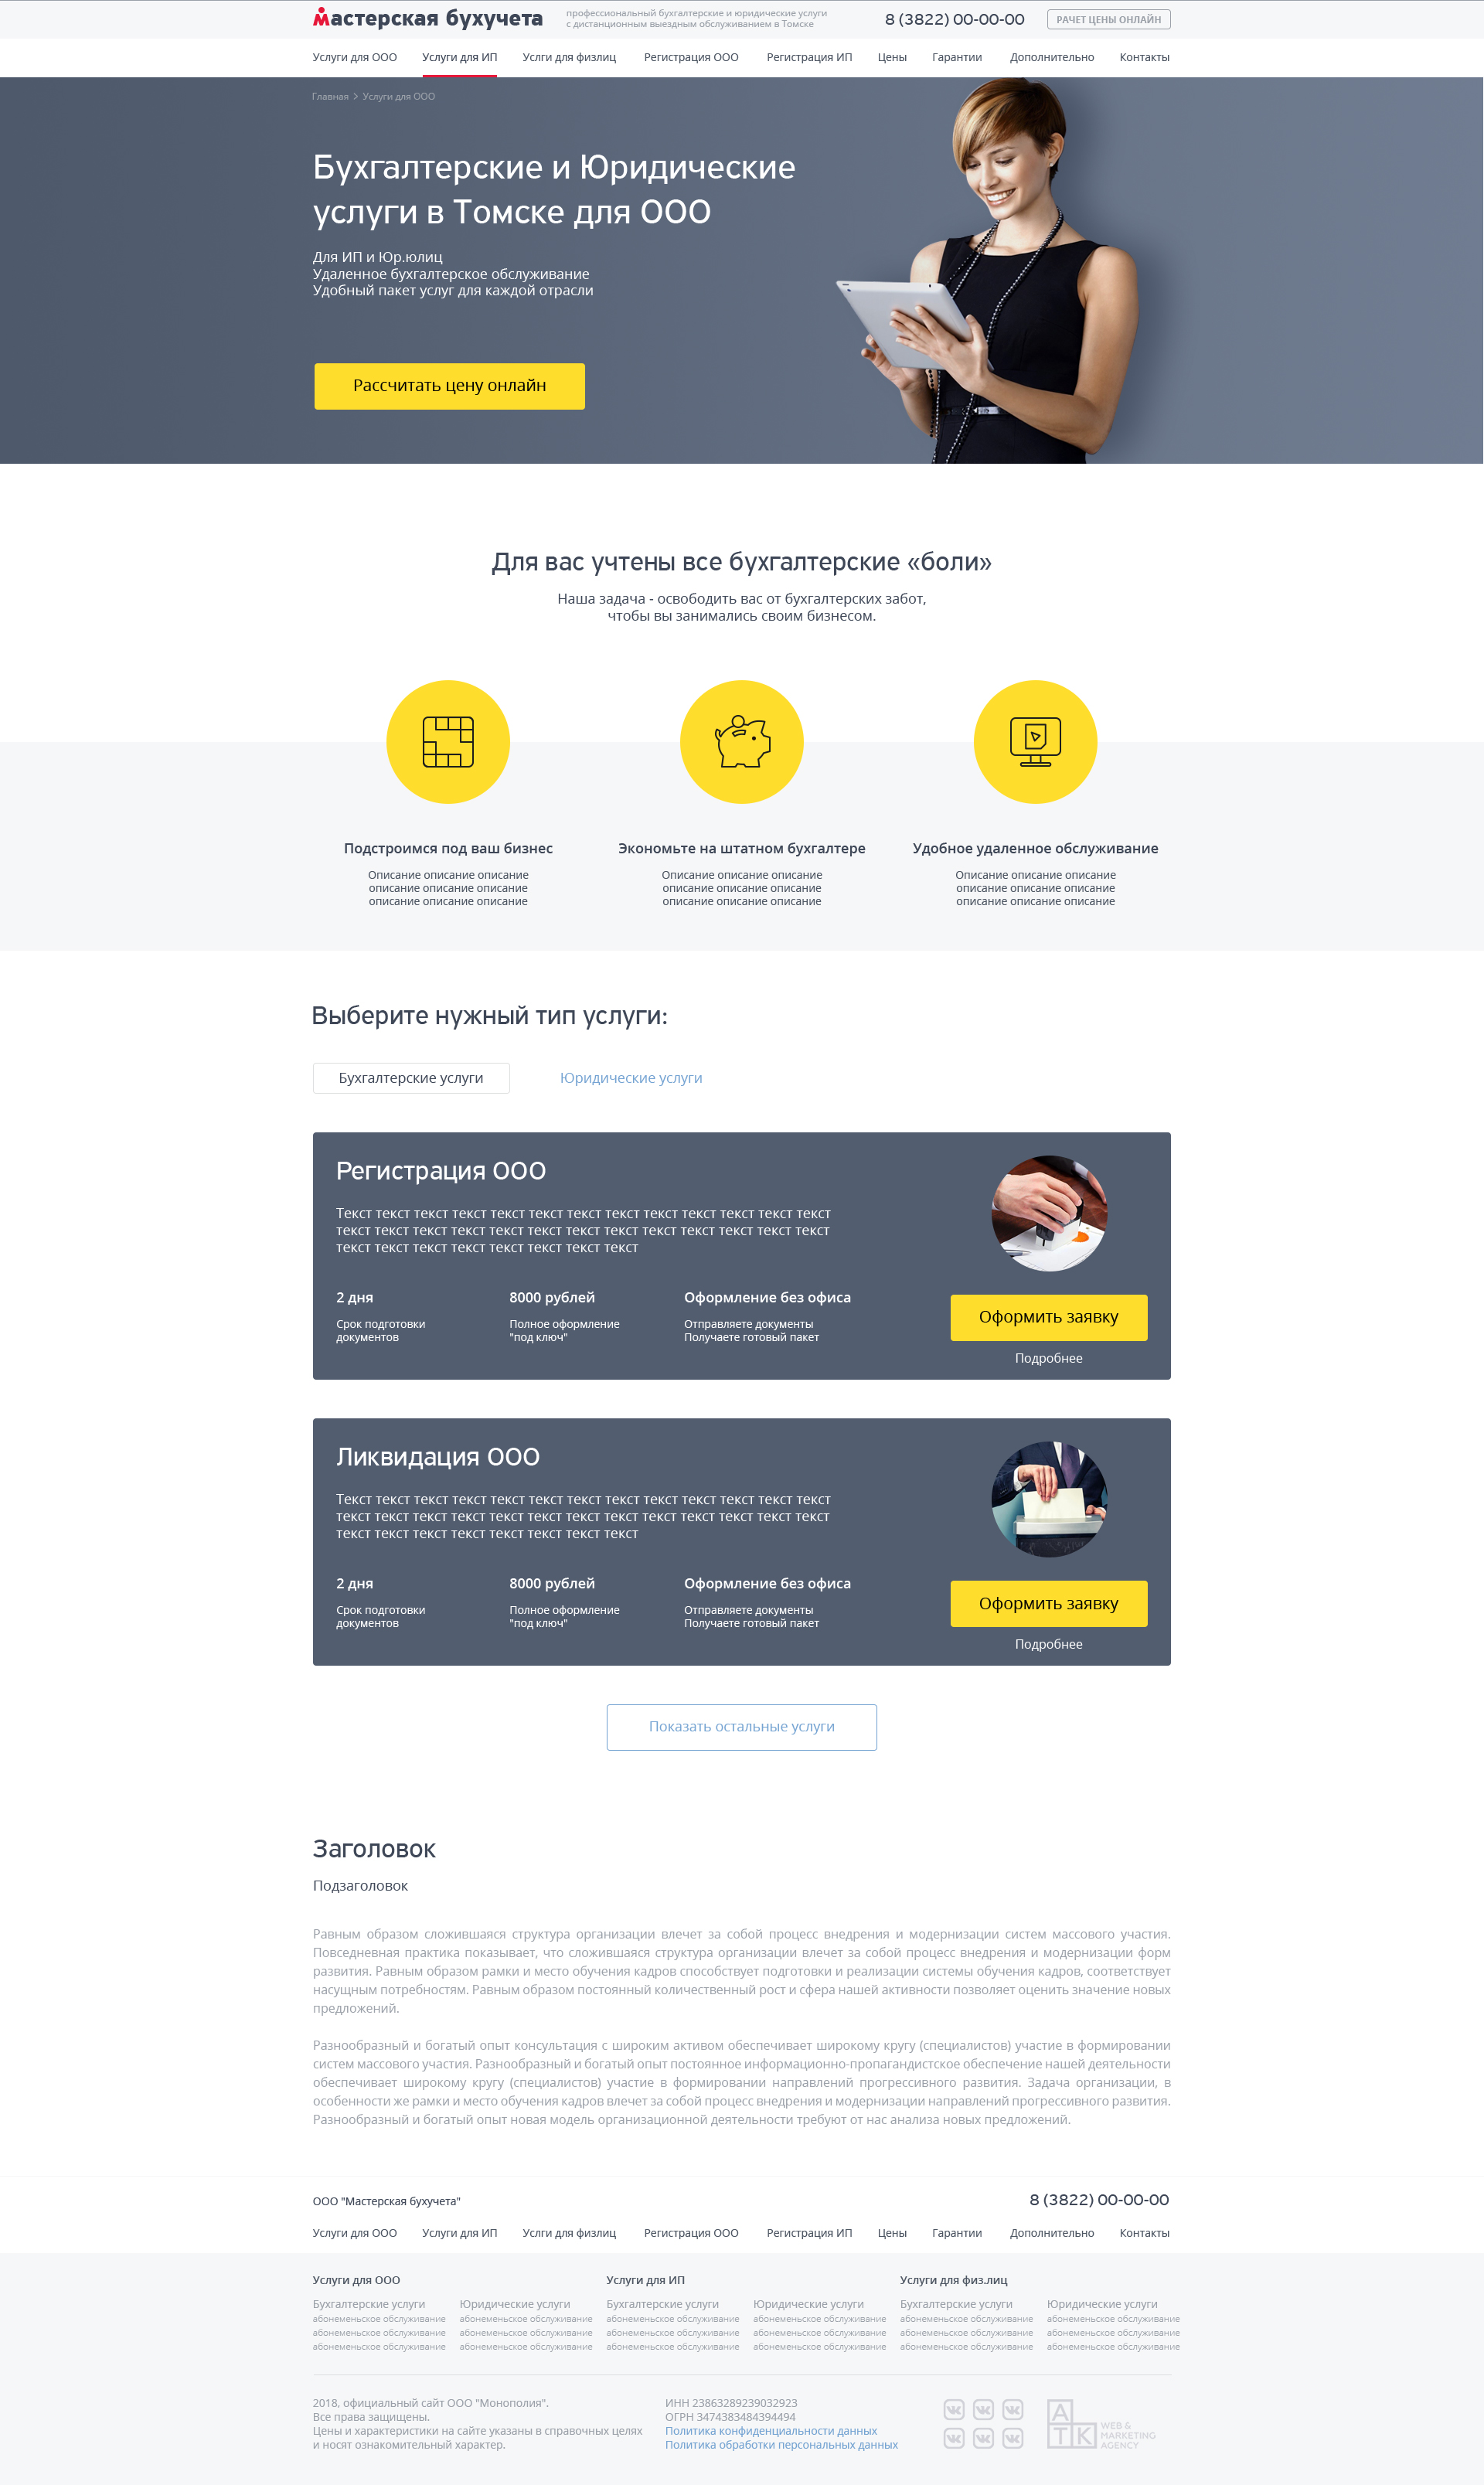 мастерская бухучета
профессиональный бухгалтерские и юридические услуги
с дистанционным выездным обслуживанием в Томске
8 (3822) 00-00-00
РАЧЕТ ЦЕНЫ ОНЛАЙН
Услуги для ООО Услуги для ИП Услги для физлиц Регистрация ООО Регистрация ИП Цены Гарантии Дополнительно Контакты
Главная > Услуги для ООО
Бухгалтерские и Юридические
услуги в Томске для ООО
Для ИП и Юр.юлиц
Удаленное бухгалтерское обслуживание
Удобный пакет услуг для каждой отрасли
Рассчитать цену онлайн
Для вас учтены все бухгалтерские «боли»
Наша задача - освободить вас от бухгалтерских забот,
чтобы вы занимались своим бизнесом.
Подстроимся под ваш бизнес
Описание описание описание
описание описание описание
описание описание описание
Экономьте на штатном бухгалтере
Описание описание описание
описание описание описание
описание описание описание
Удобное удаленное обслуживание
Описание описание описание
описание описание описание
описание описание описание
Выберите нужный тип услуги:
Бухгалтерские услуги Юридические услуги
Регистрация ООО
Текст текст текст текст текст текст текст текст текст текст текст текст текст
текст текст текст текст текст текст текст текст текст текст текст текст текст
текст текст текст текст текст текст текст текст
2 дня
Срок подготовки
документов
8000 рублей
Полное оформление
"под ключ"
Оформление без офиса
Отправляете документы
Получаете готовый пакет
Оформить заявку
Подробнее
Ликвидация ООО
Текст текст текст текст текст текст текст текст текст текст текст текст текст
текст текст текст текст текст текст текст текст текст текст текст текст текст
текст текст текст текст текст текст текст текст
2 дня
Срок подготовки
документов
8000 рублей
Полное оформление
"под ключ"
Оформление без офиса
Отправляете документы
Получаете готовый пакет
Оформить заявку
Подробнее
Показать остальные услуги
Заголовок
Подзаголовок
Равным образом сложившаяся структура организации влечет за собой процесс внедрения и модернизации систем массового участия.
Повседневная практика показывает, что сложившаяся структура организации влечет за собой процесс внедрения и модернизации форм
развития. Равным образом рамки и место обучения кадров способствует подготовки и реализации системы обучения кадров, соответствует
насущным потребностям. Равным образом постоянный количественный рост и сфера нашей активности позволяет оценить значение новых
предложений.
Разнообразный и богатый опыт консультация с широким активом обеспечивает широкому кругу (специалистов) участие в формировании
систем массового участия. Разнообразный и богатый опыт постоянное информационно-пропагандистское обеспечение нашей деятельности
обеспечивает широкому кругу (специалистов) участие в формировании направлений прогрессивного развития. Задача организации, в
особенности же рамки и место обучения кадров влечет за собой процесс внедрения и модернизации направлений прогрессивного развития.
Разнообразный и богатый опыт новая модель организационной деятельности требуют от нас анализа новых предложений.
ООО "Мастерская бухучета"
8 (3822) 00-00-00
Услуги для ООО Услуги для ИП Услги для физлиц Регистрация ООО Регистрация ИП Цены Гарантии Дополнительно Контакты
Услуги для ООО
Бухгалтерские услуги
абонеменьское обслуживание
абонеменьское обслуживание
абонеменьское обслуживание
Юридические услуги
абонеменьское обслуживание
абонеменьское обслуживание
абонеменьское обслуживание
Услуги для ИП
Бухгалтерские услуги
абонеменьское обслуживание
абонеменьское обслуживание
абонеменьское обслуживание
Юридические услуги
абонеменьское обслуживание
абонеменьское обслуживание
абонеменьское обслуживание
Услуги для физ.лиц
Бухгалтерские услуги
абонеменьское обслуживание
абонеменьское обслуживание
абонеменьское обслуживание
Юридические услуги
абонеменьское обслуживание
абонеменьское обслуживание
абонеменьское обслуживание
2018, официальный сайт ООО "Монополия".
Все права защищены.
Цены и характеристики на сайте указаны в справочных целях
и носят ознакомительный характер.
ИНН 23863289239032923
ОГРН 3474383484394494
Политика конфиденциальности данных
Политика обработки персональных данных
АТК
WEB &
MARKETING
AGENCY